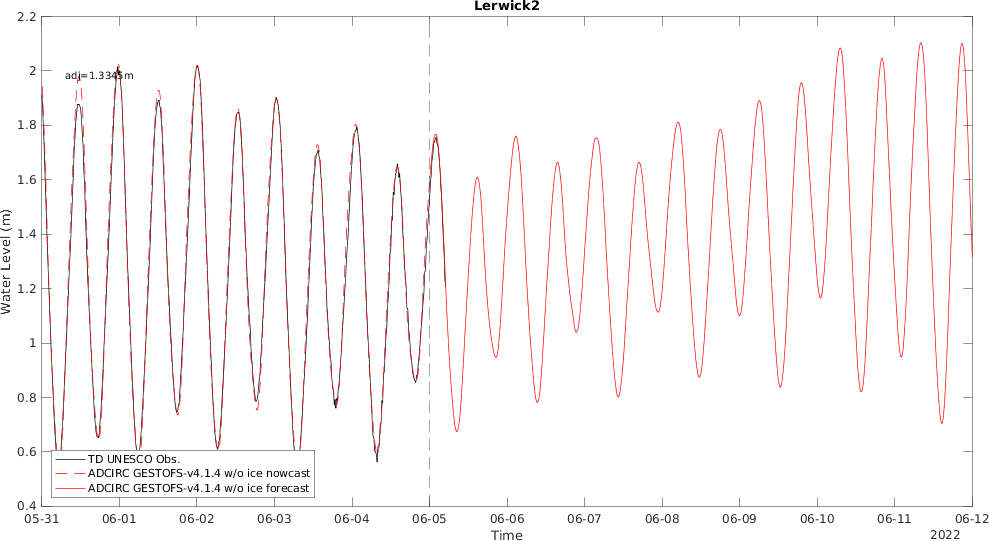 Lerwick2
2.2
2
1.8
1.6
1.4
1.2
1
0.8
0.6
0.4
Water Level (m)
adj=1.3345m
TD UNESCO Obs.
ADCIRC GESTOFS-v4.1.4 w/o ice nowcast
ADCIRC GESTOFS-v4.1.4 w/o ice forecast
05-31 06-01 06-02 06-03 06-04 06-05 06-06 06-07 06-08 06-09 06-10 06-11 06-12
Time
2022